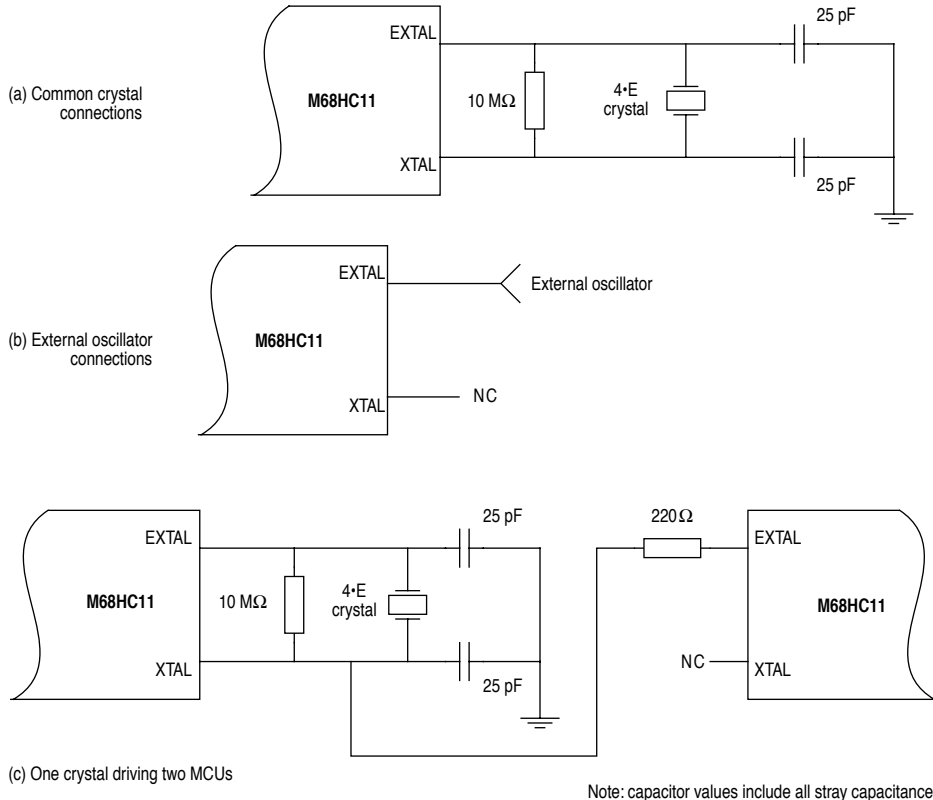 25 pF
EXTAL
(a) Common crystal
connections
M68HC11
10 MΩ
4•E
crystal
XTAL
25 pF
EXTAL
External oscillator
(b) External oscillator
connections
M68HC11
XTAL
NC
25 pF
220Ω
EXTAL
EXTAL
M68HC11
10 MΩ
4•E
crystal
M68HC11
XTAL
NC
XTAL
25 pF
(c) One crystal driving two MCUs
Note: capacitor values include all stray capacitance